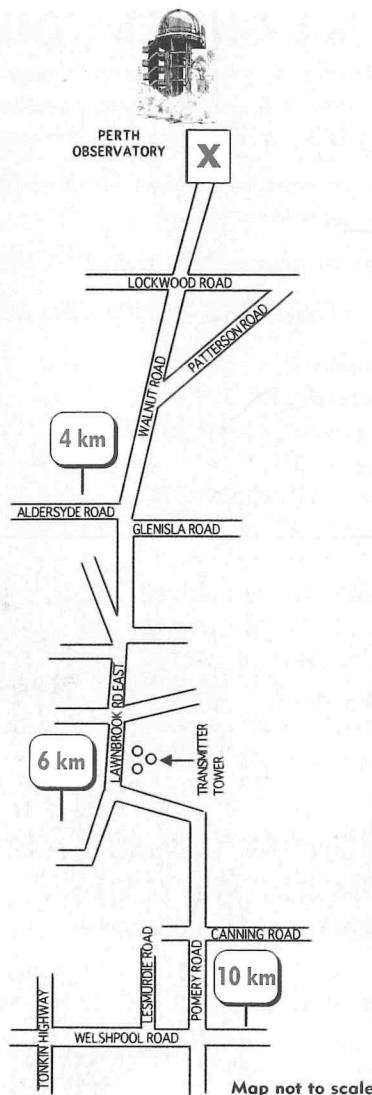 PERTH
OBSERVATORY
X
LOCKWOOD ROAD
PATTERSON ROAD
WALNUT ROAD
4 km
ALDERSYDE ROAD
GLENISLA ROAD
LAWNBROOK RD EAST
6 km
TRANSMITTER
TOWER
CANNING ROAD
LESMURDIE ROAD
POMERY ROAD
10 km
TONKIN HIGHWAY
WELSHPOOL ROAD
Map not to scale